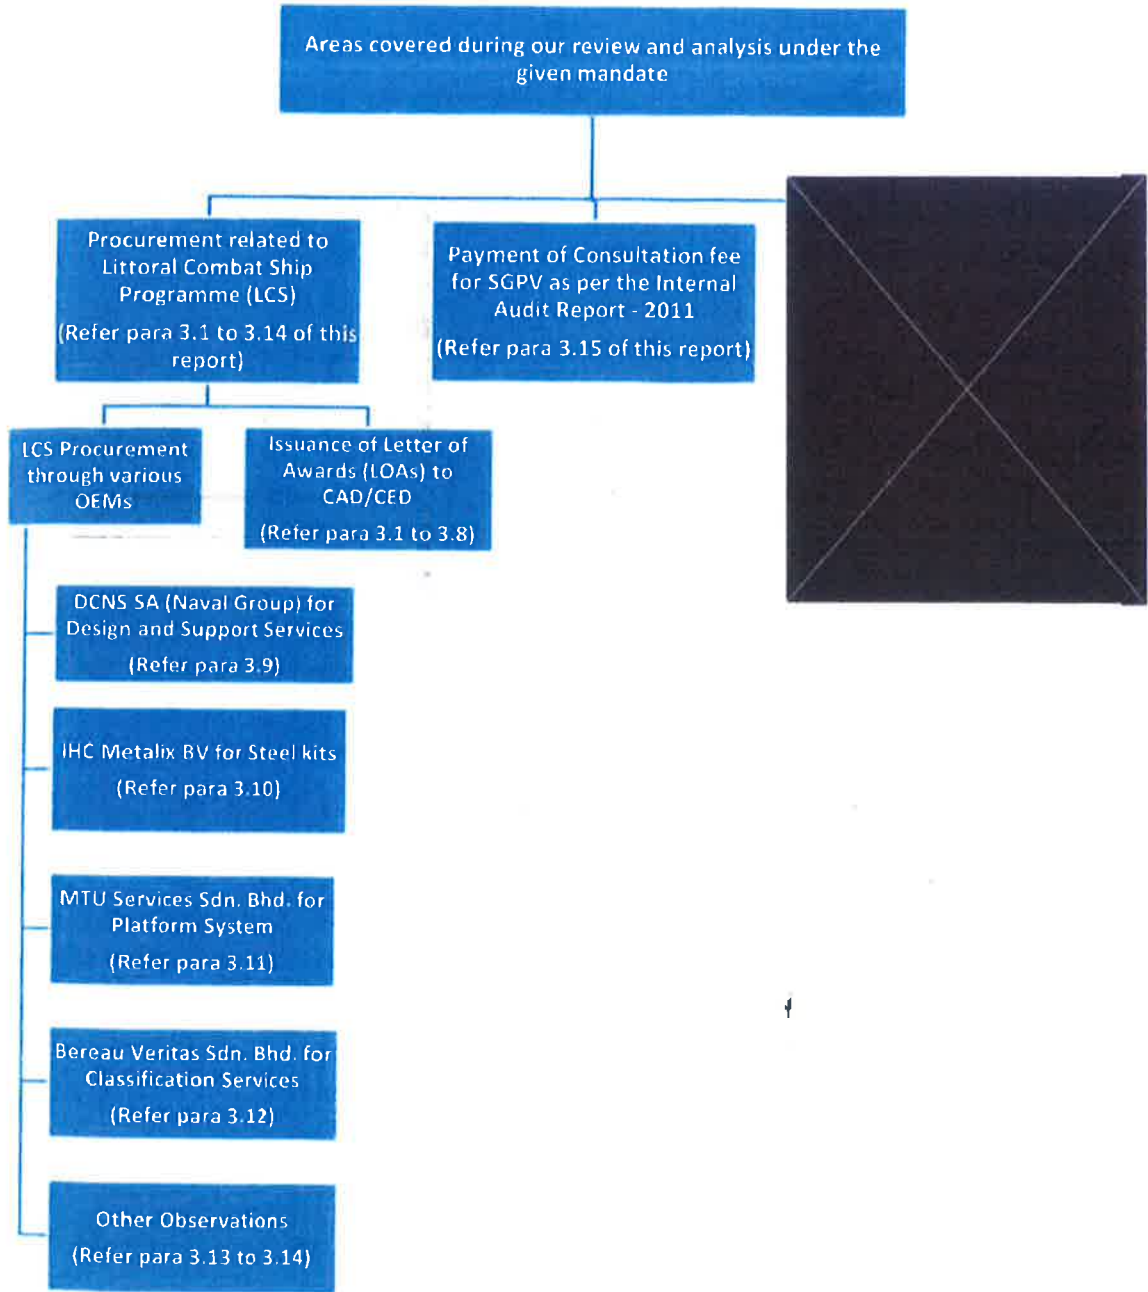 Areas covered during our review and analysis under the
given mandate
Procurement related to
Littoral Combat Ship
Programme (LCS)
(Refer para 3.1 to 3.14 of this
report)
Payment of Consultation fee
for SGPV as per the Internal
Audit Report - 2011
(Refer para 3.15 of this report)
LCS Procurement
through various
OEMs
Issuance of Letter of
Awards (LOAs) to
CAD/CED
(Refer para 3.1 to 3.8)
DCNS SA (Naval Group) for
Design and Support Services
(Refer para 3.9)
IHC Metalix BV for Steel kits
(Refer para 3.10)
MTU Services Sdn. Bhd. for
Platform System
(Refer para 3.11)
Bereau Veritas Sdn. Bhd. for
Classification Services
(Refer para 3.12)
Other Observations
(Refer para 3.13 to 3.14)